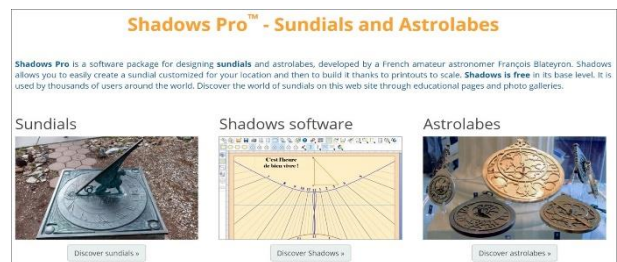 Shadows Pro™ - Sundials and Astrolabes
Shadows Pro is a software package for designing sundials and astrolabes, developed by a French amateur astronomer François Blateyron. Shadows
allows you to easily create a sundial customized for your location and then to build it thanks to printouts to scale. Shadows is free in its base level. It is
used by thousands of users around the world. Discover the world of sundials on this web site through educational pages and photo galleries.
Sundials
Shadows software
Astrolabes
C'est l'heure
de bien vivre !
Discover sundials »
Discover Shadows »
Discover astrolabes »